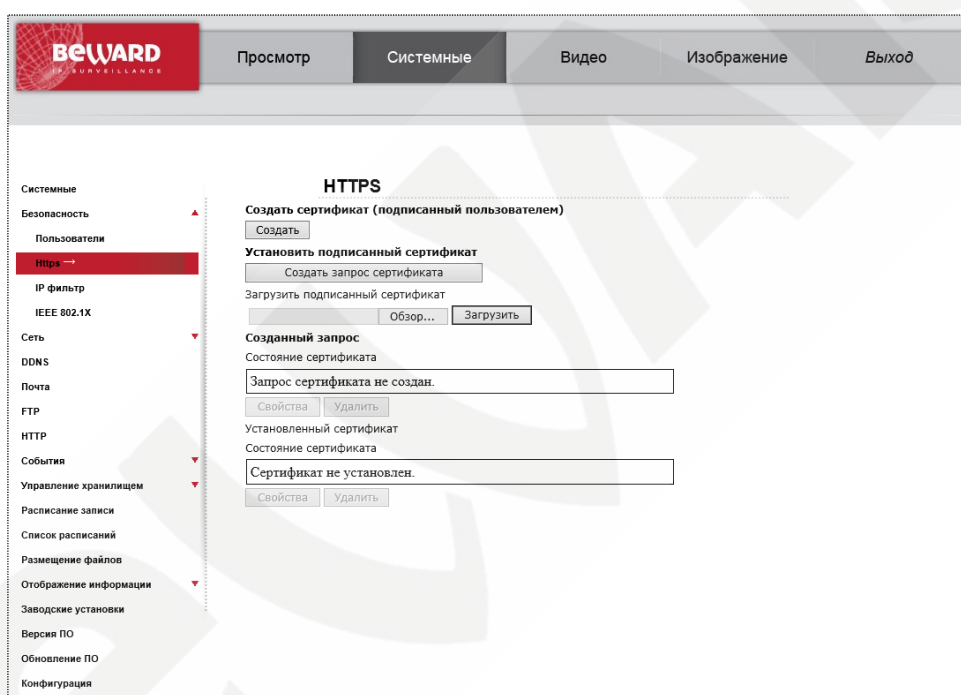 BEWARD
IP SURVEILLANCE
Просмотр
Системные
Видео
Изображение
Выход
Системные
Безопасность
Пользователи
Https →
IP фильтр
IEEE 802.1X
Сеть
DDNS
Почта
FTP
HTTP
События
Управление хранилищем
Расписание записи
Список расписаний
Размещение файлов
Отображение информации
Заводские установки
Версия ПО
Обновление ПО
Конфигурация
HTTPS
Создать сертификат (подписанный пользователем)
Создать
Установить подписанный сертификат
Создать запрос сертификата
Загрузить подписанный сертификат
Обзор... Загрузить
Созданный запрос
Состояние сертификата
Запрос сертификата не создан.
Свойства Удалить
Установленный сертификат
Состояние сертификата
Сертификат не установлен.
Свойства Удалить